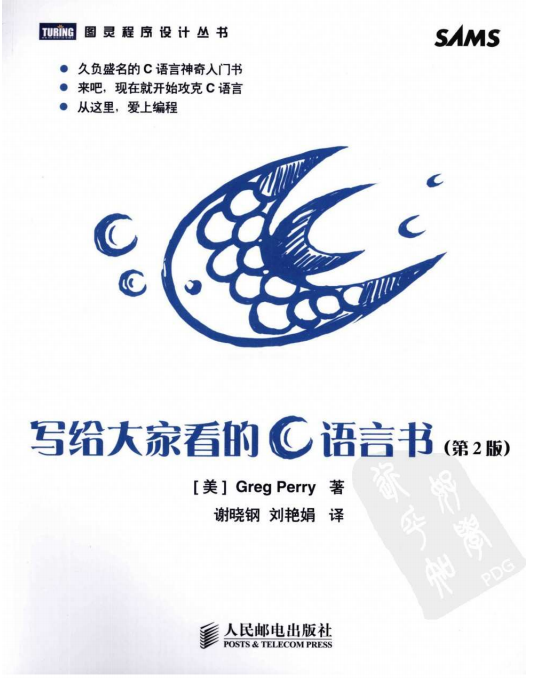 TURING 图灵程序设计丛书
SAMS
● 久负盛名的 C 语言神奇入门书
● 来吧，现在就开始攻克 C 语言
● 从这里，爱上编程
写给大家看的 C 语言书 (第 2 版)
[美] Greg Perry 著
谢晓钢 刘艳娟 译
PDG
人民邮电出版社
POSTS & TELECOM PRESS